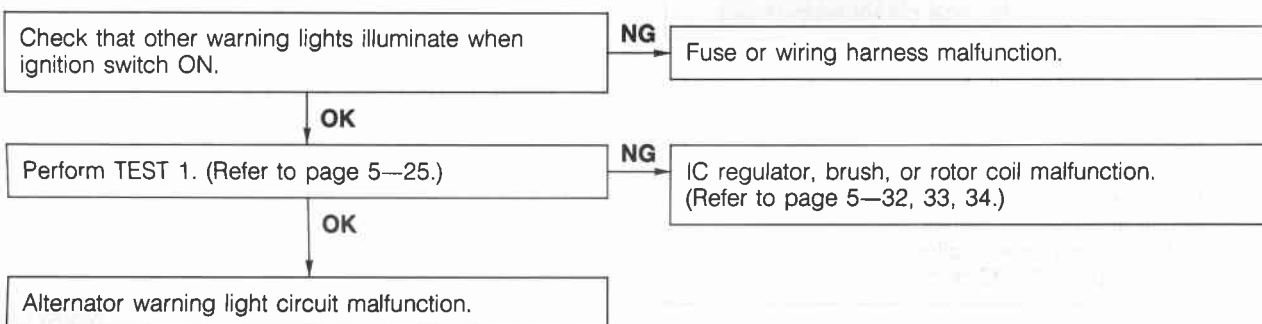 Check that other warning lights illuminate when
ignition switch ON.
NG
Fuse or wiring harness malfunction.
OK
Perform TEST 1. (Refer to page 5—25.)
NG
IC regulator, brush, or rotor coil malfunction.
(Refer to page 5—32, 33, 34.)
OK
Alternator warning light circuit malfunction.